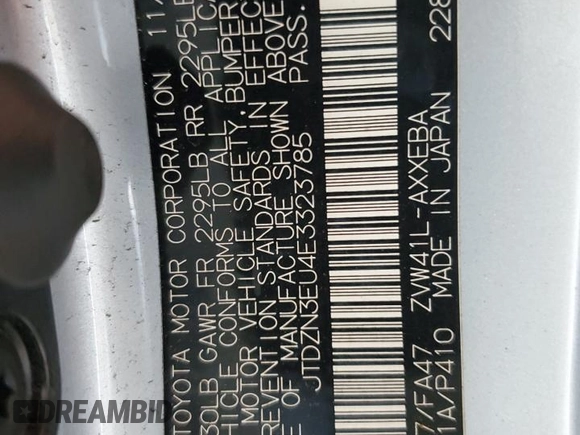 TOYOTA MOTOR CORPORATION 11/
30LB GAWR FR 2295LB RR 2295LB
HICLE CONFORMS TO ALL APPLICA
MOTOR VEHICLE SAFETY, BUMPER
REVENTION STANDARDS IN EFFEC
E OF MANUFACTURE SHOWN ABOVE
JTDZN3EU4E3323785 PASS.
7/FA47 ZVW41L-AXXEBA 228
1A/P410 MADE IN JAPAN
DREAMBID